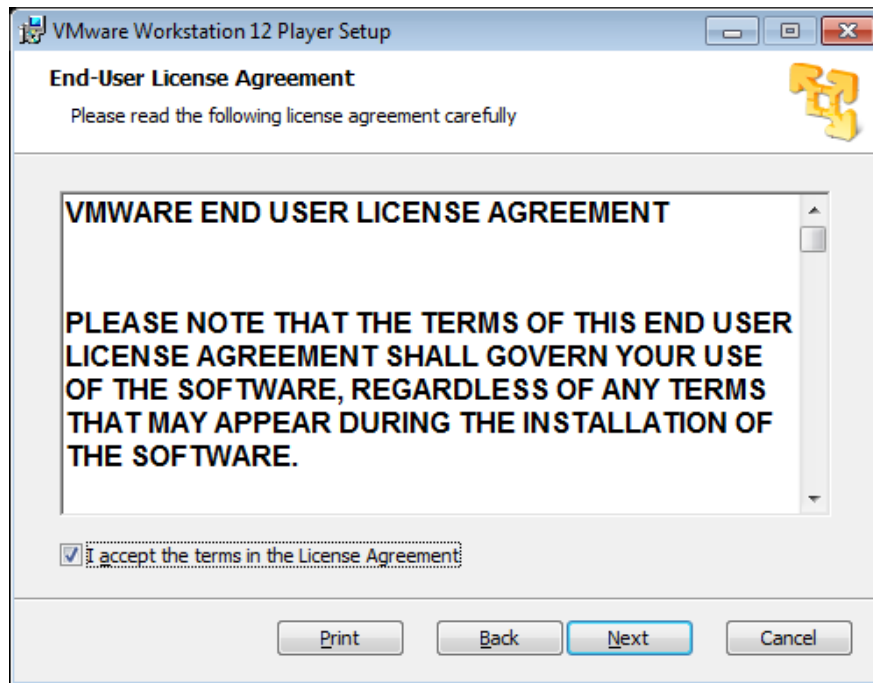 VMware Workstation 12 Player Setup
End-User License Agreement
Please read the following license agreement carefully
VMWARE END USER LICENSE AGREEMENT
PLEASE NOTE THAT THE TERMS OF THIS END USER
LICENSE AGREEMENT SHALL GOVERN YOUR USE
OF THE SOFTWARE, REGARDLESS OF ANY TERMS
THAT MAY APPEAR DURING THE INSTALLATION OF
THE SOFTWARE.
I accept the terms in the License Agreement
Print Back Next Cancel